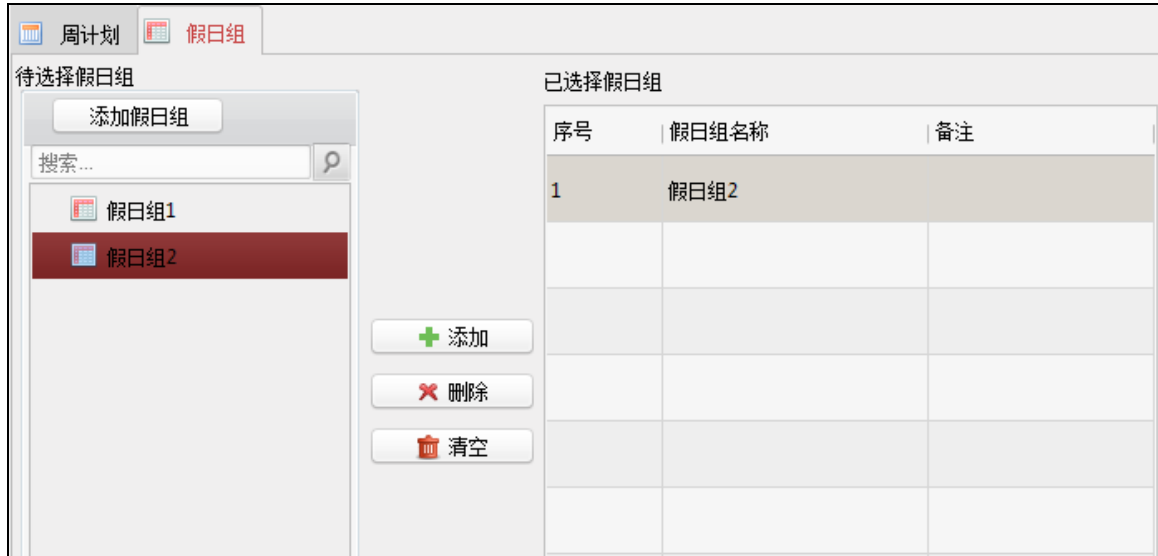 周计划
假日组
待选择假日组
添加假日组
搜索...
假日组1
假日组2
添加
删除
清空
已选择假日组
序号 假日组名称 备注
1 假日组2